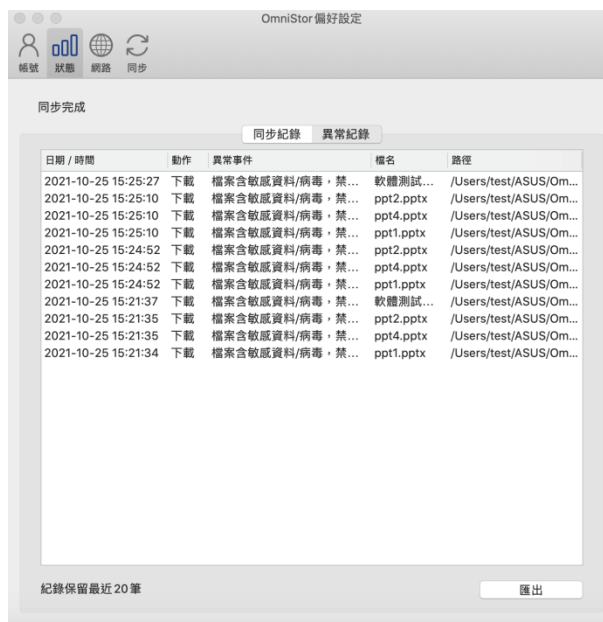 OmniStor偏好設定
帳號 狀態 網路 同步
同步完成
同步紀錄 異常紀錄
日期 / 時間 動作 異常事件 檔名 路徑
2021-10-25 15:25:27 下載 檔案含敏感資料/病毒，禁... 軟體測試... /Users/test/ASUS/Om...
2021-10-25 15:25:10 下載 檔案含敏感資料/病毒，禁... ppt2.pptx /Users/test/ASUS/Om...
2021-10-25 15:25:10 下載 檔案含敏感資料/病毒，禁... ppt4.pptx /Users/test/ASUS/Om...
2021-10-25 15:25:10 下載 檔案含敏感資料/病毒，禁... ppt1.pptx /Users/test/ASUS/Om...
2021-10-25 15:24:52 下載 檔案含敏感資料/病毒，禁... ppt2.pptx /Users/test/ASUS/Om...
2021-10-25 15:24:52 下載 檔案含敏感資料/病毒，禁... ppt4.pptx /Users/test/ASUS/Om...
2021-10-25 15:24:52 下載 檔案含敏感資料/病毒，禁... ppt1.pptx /Users/test/ASUS/Om...
2021-10-25 15:21:37 下載 檔案含敏感資料/病毒，禁... 軟體測試... /Users/test/ASUS/Om...
2021-10-25 15:21:35 下載 檔案含敏感資料/病毒，禁... ppt2.pptx /Users/test/ASUS/Om...
2021-10-25 15:21:35 下載 檔案含敏感資料/病毒，禁... ppt4.pptx /Users/test/ASUS/Om...
2021-10-25 15:21:34 下載 檔案含敏感資料/病毒，禁... ppt1.pptx /Users/test/ASUS/Om...
紀錄保留最近20筆 匯出